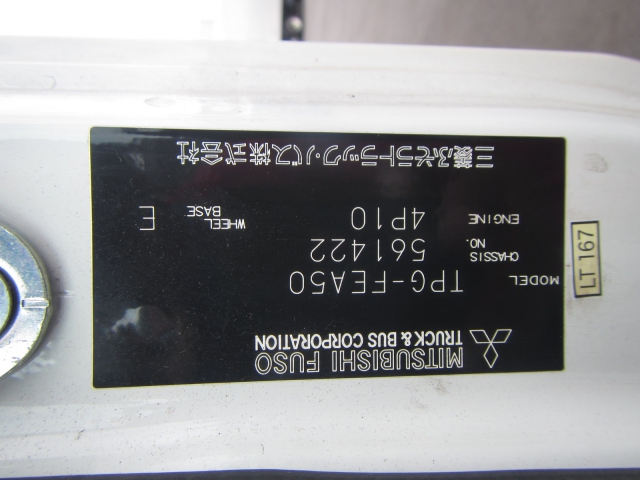 MITSUBISHI FUSO
TRUCK & BUS CORPORATION
MODEL TPG-FEA50
CHASSIS NO. 561422
ENGINE 4P10 WHEEL BASE E
三菱ふそうトラック・バス株式会社
LT 167